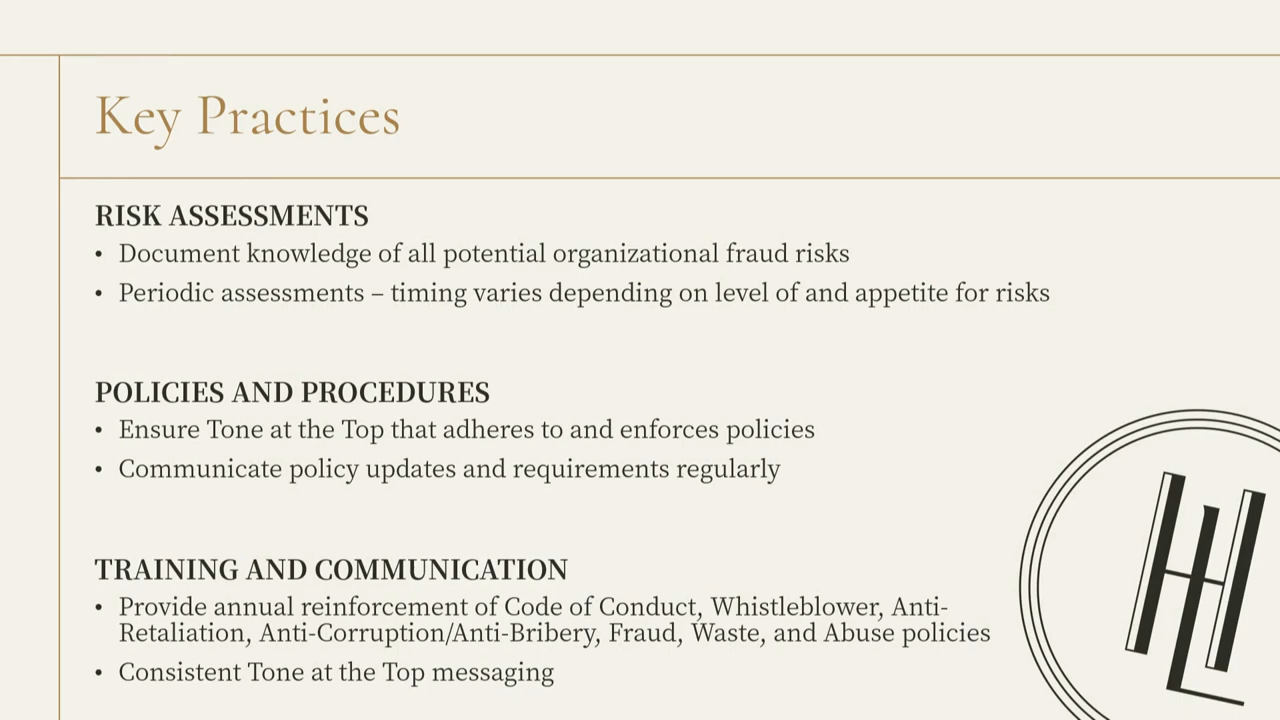 Key Practices
RISK ASSESSMENTS
• Document knowledge of all potential organizational fraud risks
• Periodic assessments – timing varies depending on level of and appetite for risks
POLICIES AND PROCEDURES
• Ensure Tone at the Top that adheres to and enforces policies
• Communicate policy updates and requirements regularly
TRAINING AND COMMUNICATION
• Provide annual reinforcement of Code of Conduct, Whistleblower, Anti-
Retaliation, Anti-Corruption/Anti-Bribery, Fraud, Waste, and Abuse policies
• Consistent Tone at the Top messaging